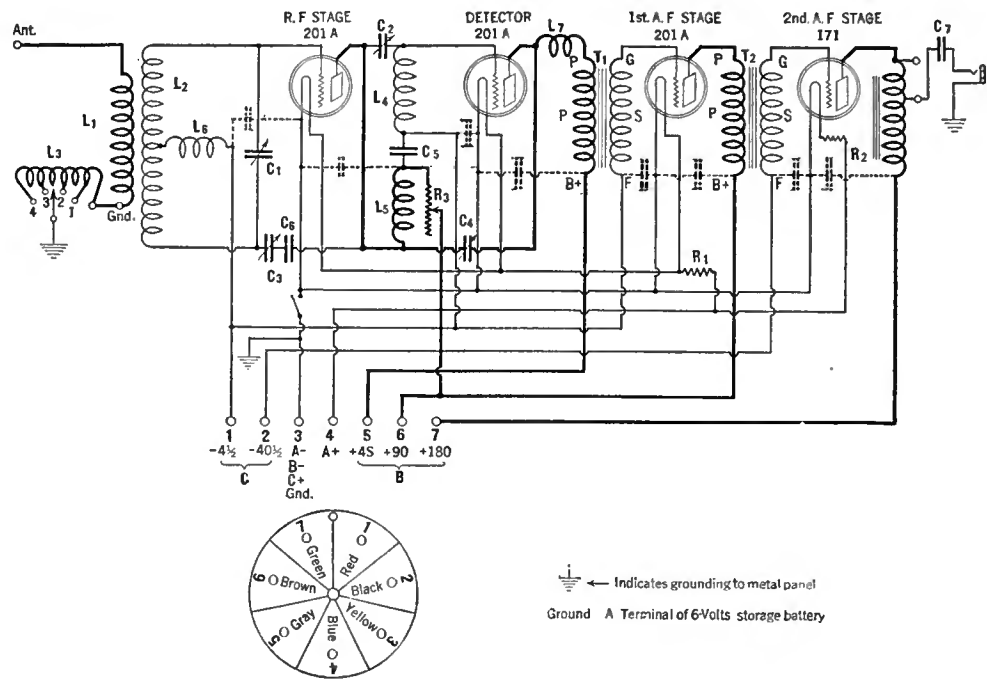 R.F STAGE
201 A
DETECTOR
201 A
1st. A. F STAGE
201 A
2nd. A. F STAGE
171
Ant.
L1
L2
L3
4 3 2 1
Gnd.
L6
C1
C2
L4
C5
L5
R3
C4
C6
C3
L7
P
T1
G
P
S
B+
F
P
T2
G
P
S
B+
F
R1
R2
C7
1 2 3 4 5 6 7
-4½ -40½ A- A+ +45 +90 +180
C B- B
C+
Gnd.
1 Red
2 Black
3 Yellow
4 Blue
5 Gray
6 Brown
7 Green
Indicates grounding to metal panel
Ground A Terminal of 6-Volts storage battery